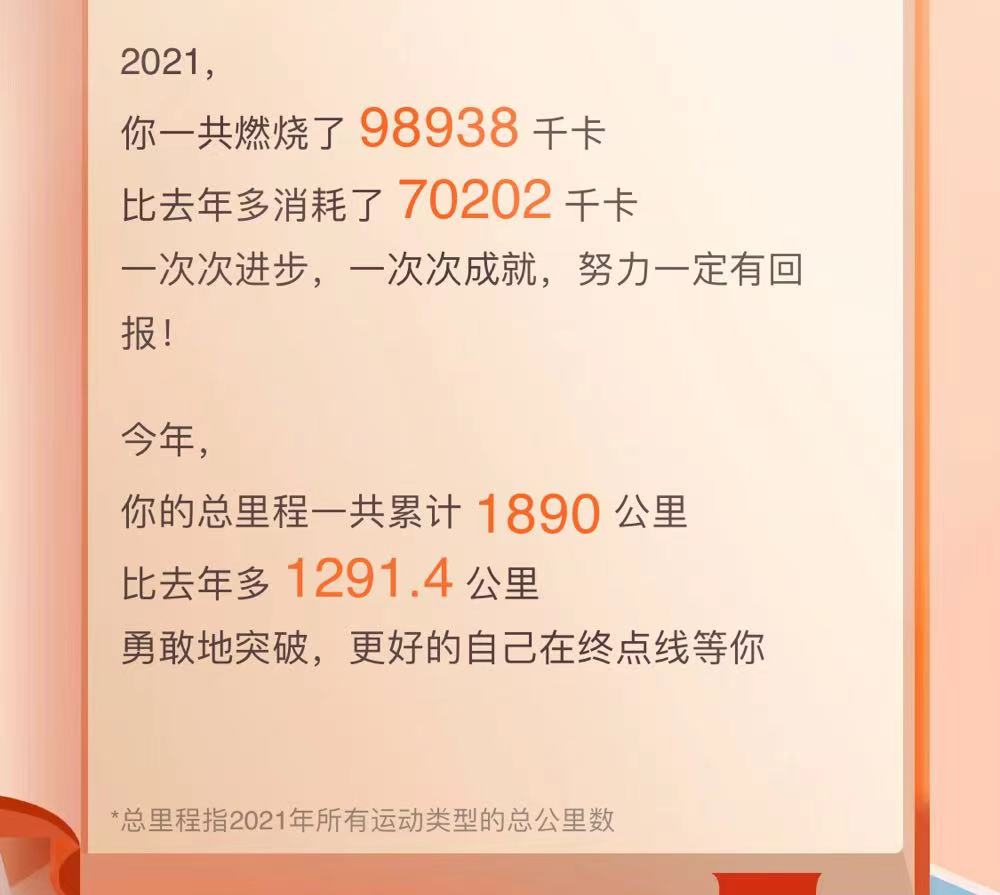 2021，
你一共燃烧了 98938 千卡
比去年多消耗了 70202 千卡
一次次进步，一次次成就，努力一定有回
报！
今年，
你的总里程一共累计 1890 公里
比去年多 1291.4 公里
勇敢地突破，更好的自己在终点线等你
*总里程指2021年所有运动类型的总公里数